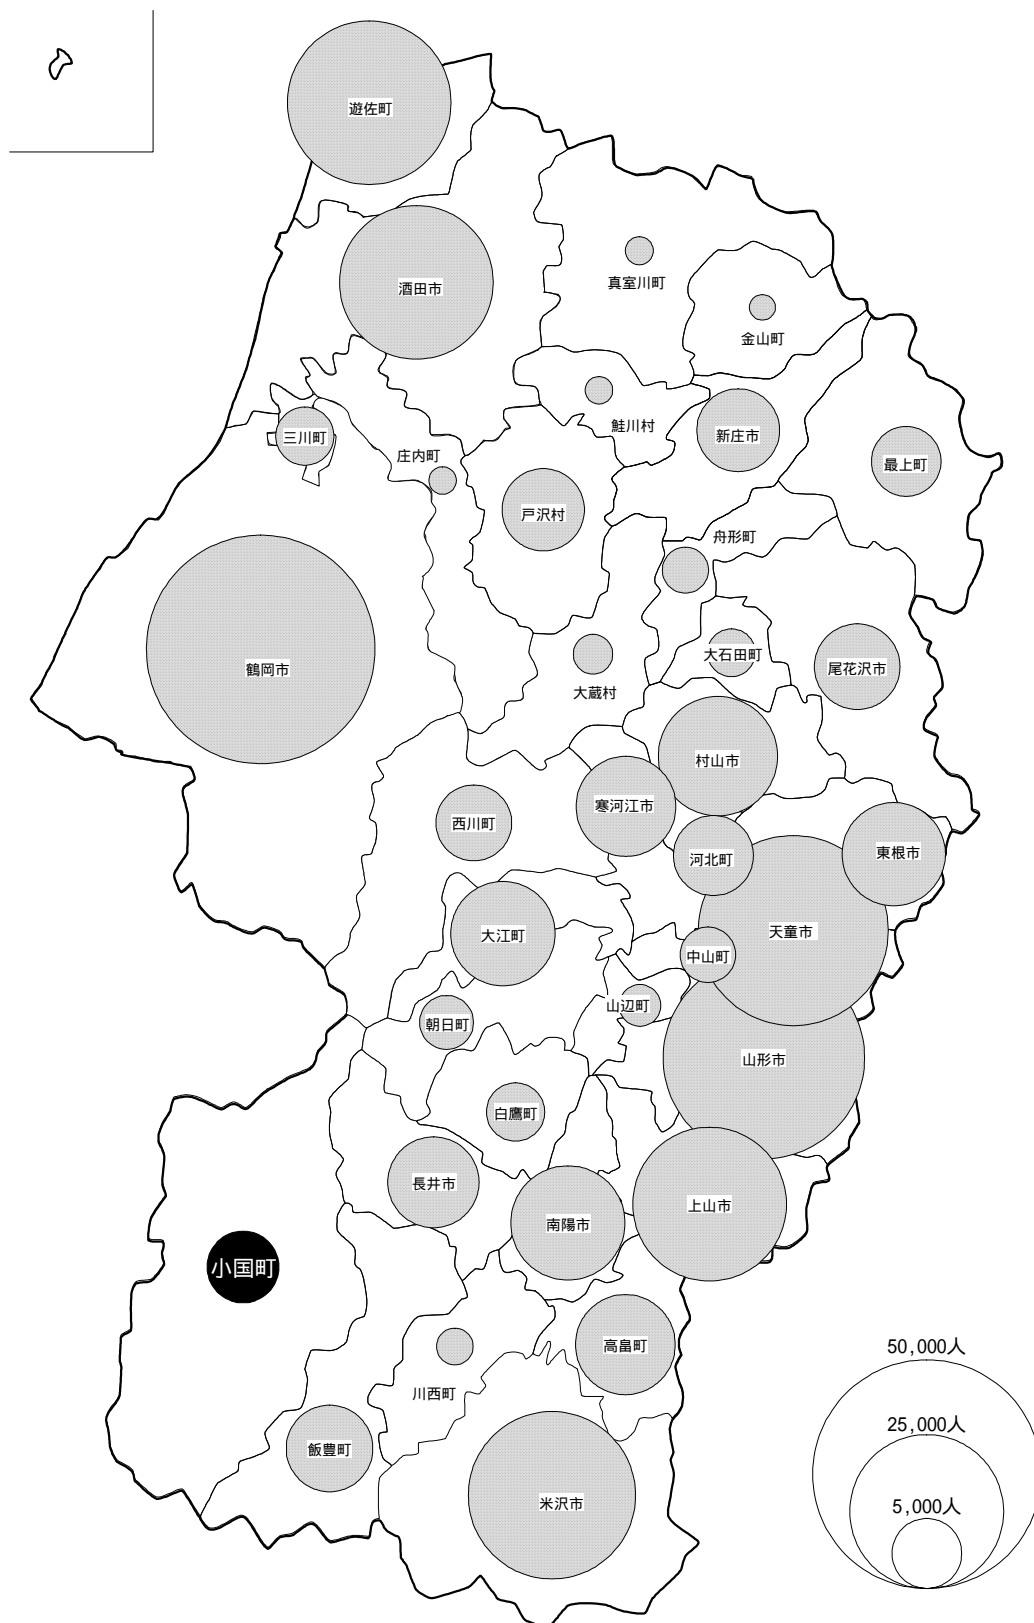 遊佐町
酒田市
真室川町
金山町
鮭川村
新庄市
三川町
庄内町
最上町
戸沢村
舟形町
鶴岡市
大蔵村
大石田町
尾花沢市
村山市
寒河江市
西川町
河北町
東根市
大江町
天童市
中山町
山辺町
朝日町
山形市
白鷹町
長井市
南陽市
上山市
小国町
高畠町
川西町
飯豊町
米沢市
50,000人
25,000人
5,000人